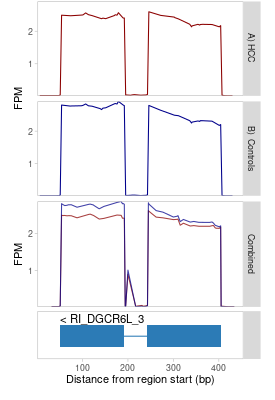 2
1
FPM
A) HCC
2
1
B) Controls
2
1
FPM
Combined
< RI_DGCR6L_3
100 200 300 400
Distance from region start (bp)